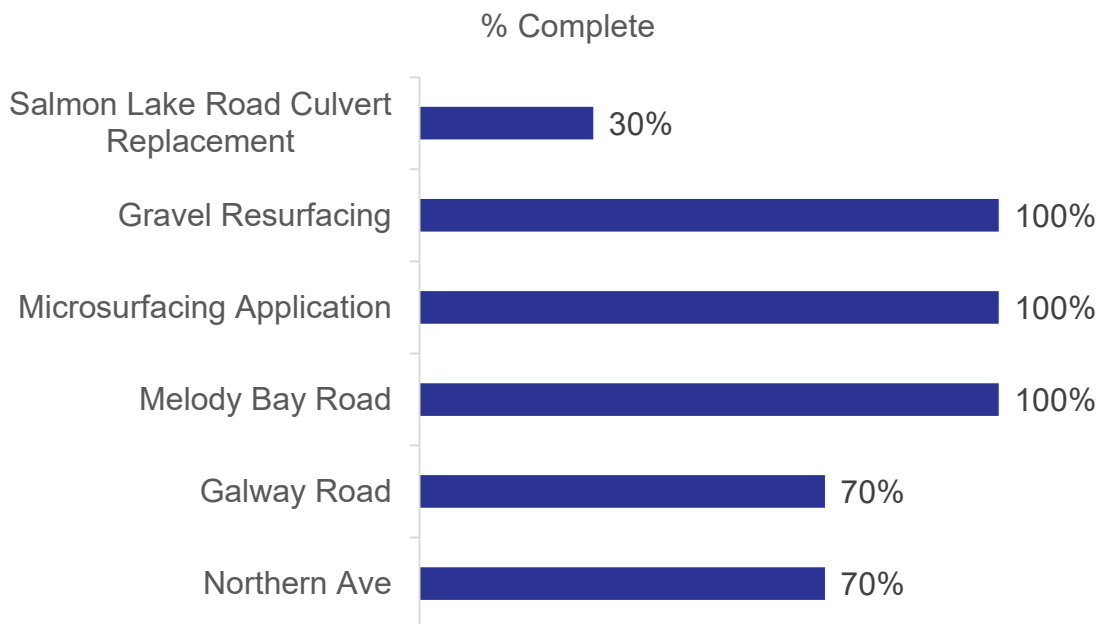 % Complete
Salmon Lake Road Culvert
Replacement
30%
Gravel Resurfacing
100%
Microsurfacing Application
100%
Melody Bay Road
100%
Galway Road
70%
Northern Ave
70%